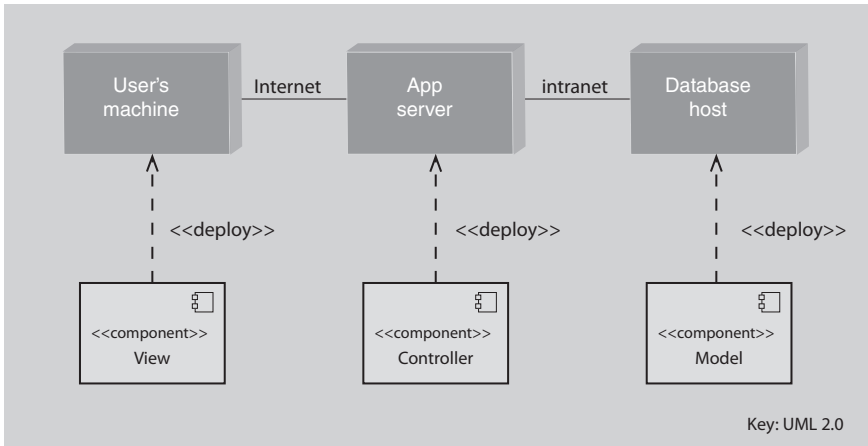 User's
machine
Internet
App
server
intranet
Database
host
<<deploy>>
<<deploy>>
<<deploy>>
<<component>>
View
<<component>>
Controller
<<component>>
Model
Key: UML 2.0